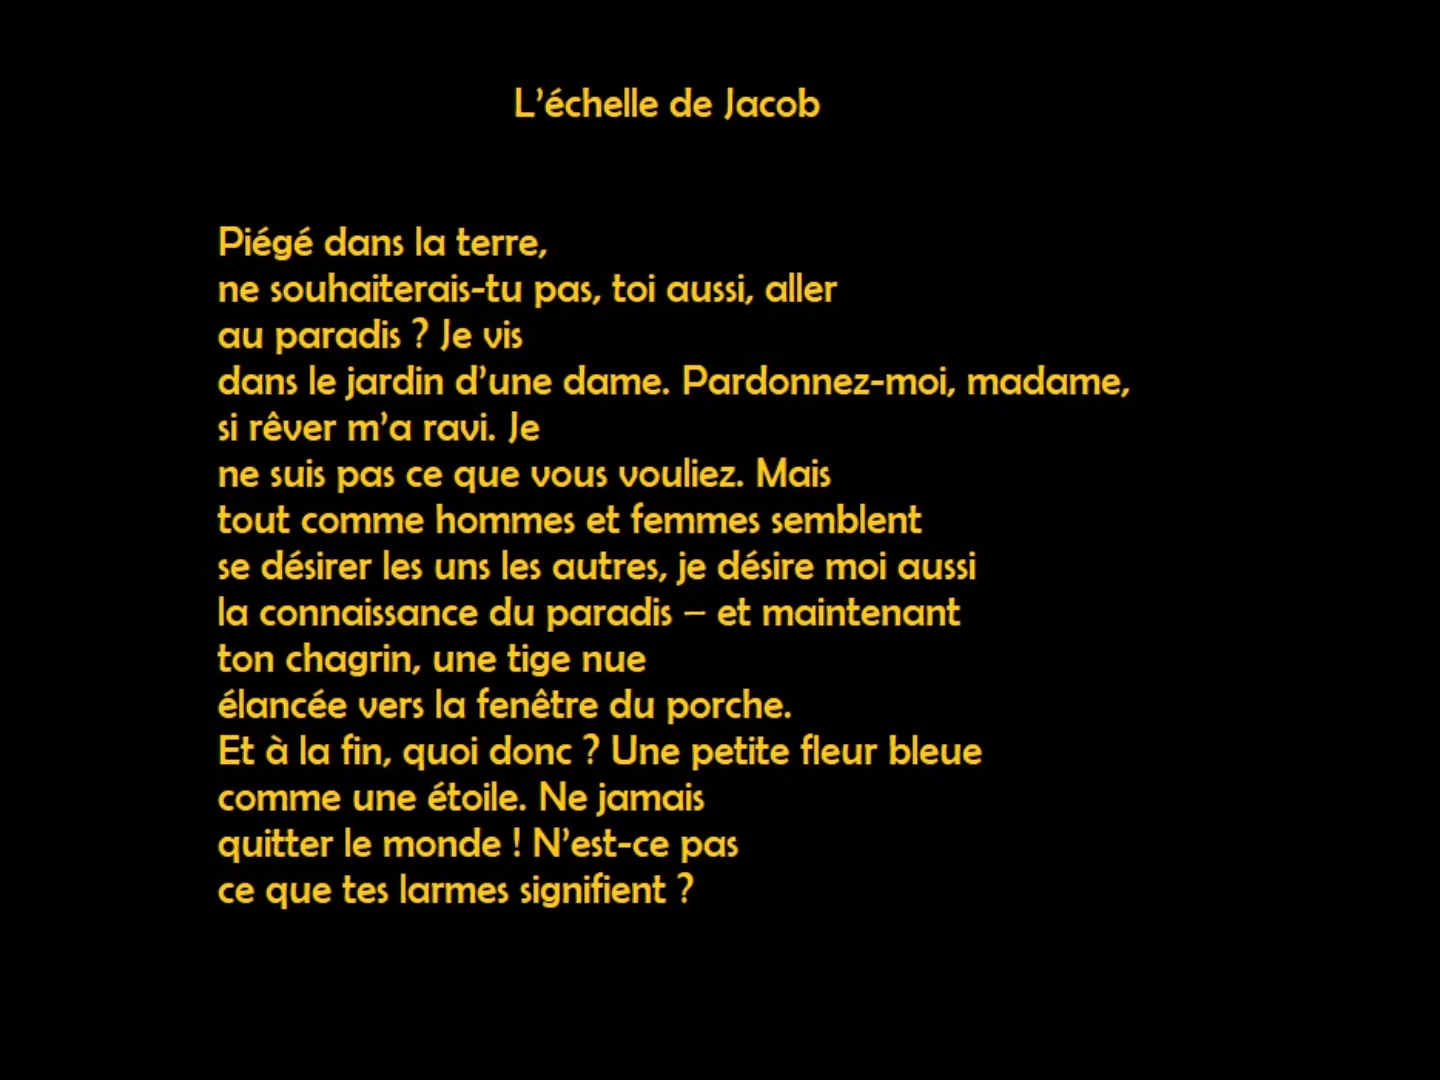 L’échelle de Jacob
Piégé dans la terre,
ne souhaiterais-tu pas, toi aussi, aller
au paradis ? Je vis
dans le jardin d’une dame. Pardonnez-moi, madame,
si rêver m’a ravi. Je
ne suis pas ce que vous vouliez. Mais
tout comme hommes et femmes semblent
se désirer les uns les autres, je désire moi aussi
la connaissance du paradis – et maintenant
ton chagrin, une tige nue
élancée vers la fenêtre du porche.
Et à la fin, quoi donc ? Une petite fleur bleue
comme une étoile. Ne jamais
quitter le monde ! N’est-ce pas
ce que tes larmes signifient ?